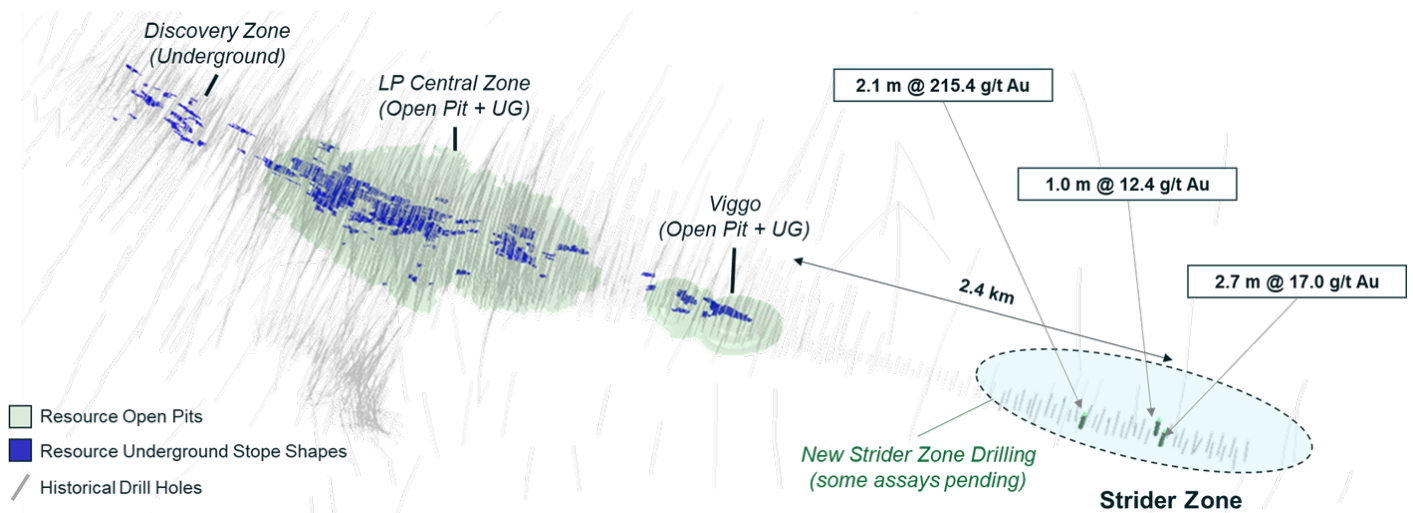 Discovery Zone
(Underground)
LP Central Zone
(Open Pit + UG)
2.1 m @ 215.4 g/t Au
1.0 m @ 12.4 g/t Au
Viggo
(Open Pit + UG)
2.4 km
2.7 m @ 17.0 g/t Au
Resource Open Pits
Resource Underground Stope Shapes
Historical Drill Holes
New Strider Zone Drilling
(some assays pending)
Strider Zone